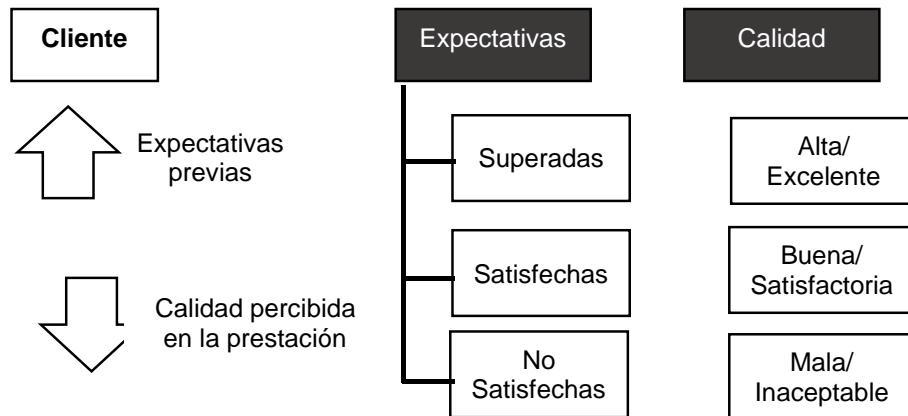 Cliente
Expectativas
Calidad
Expectativas
previas
Superadas
Alta/
Excelente
Satisfechas
Buena/
Satisfactoria
Calidad percibida
en la prestación
No
Satisfechas
Mala/
Inaceptable